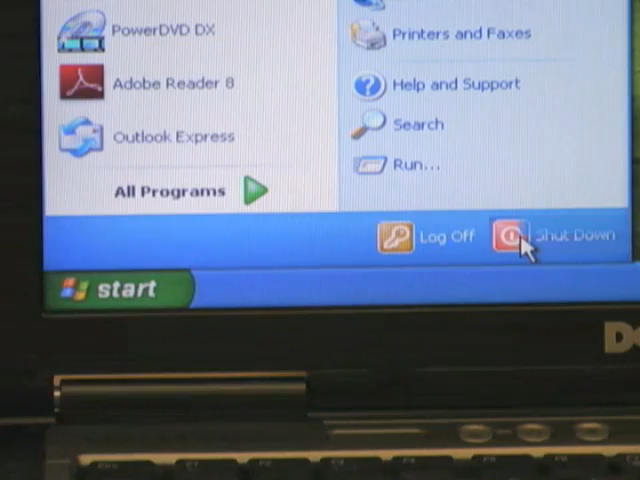 PowerDVD DX
Adobe Reader 8
Outlook Express
All Programs
Printers and Faxes
Help and Support
Search
Run...
Log Off
Shut Down
start